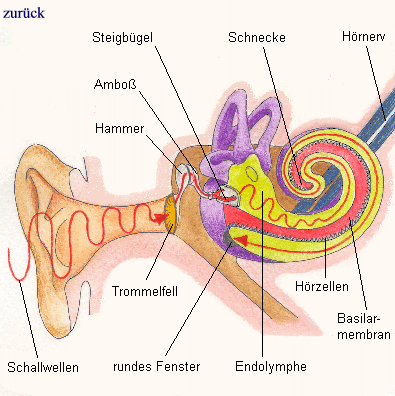 zurück
Steigbügel
Schnecke
Hörnerv
Amboß
Hammer
Trommelfell
Hörzellen
Basilar-
membran
Schallwellen
rundes Fenster
Endolymphe